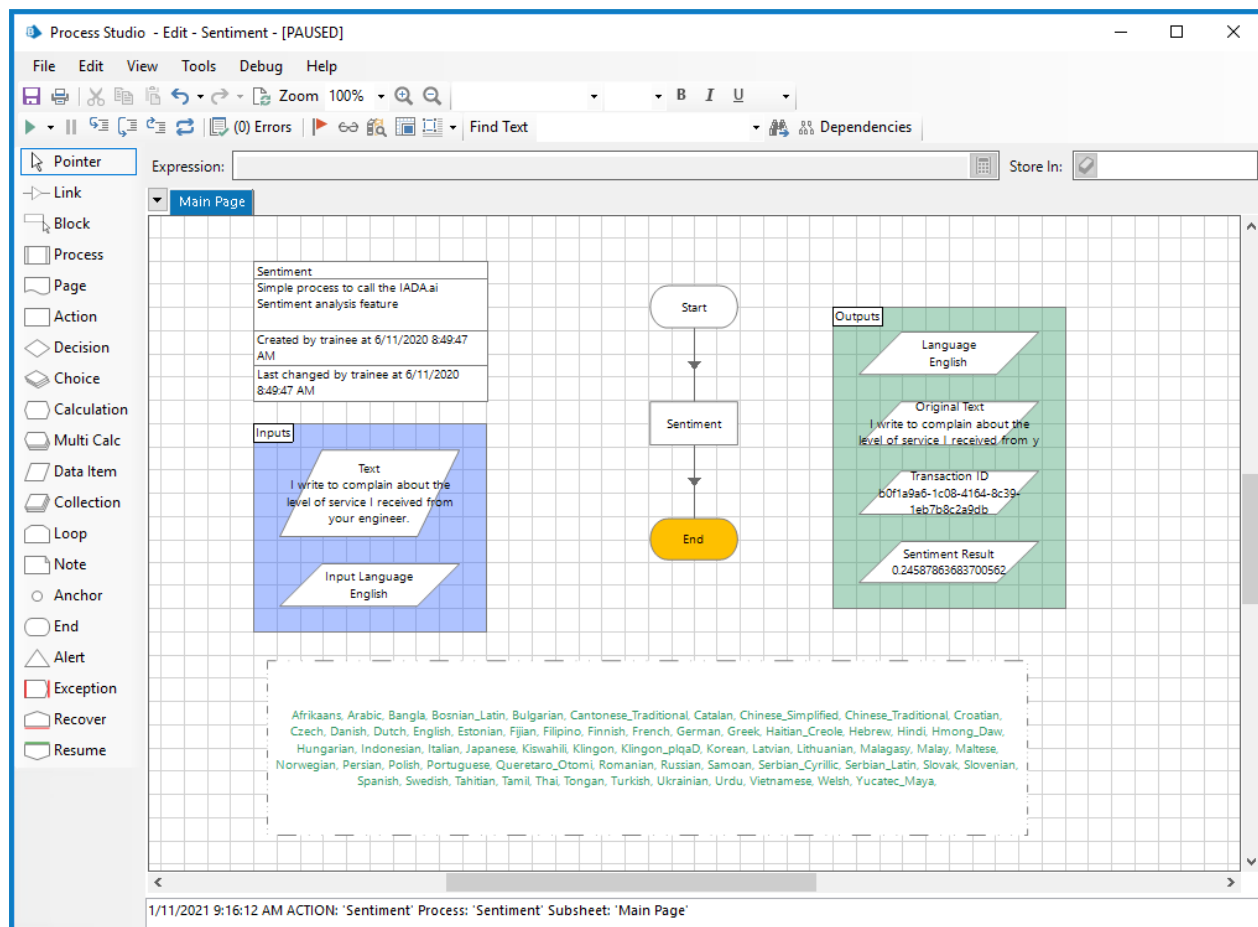 Process Studio - Edit - Sentiment - [PAUSED]
File Edit View Tools Debug Help
Zoom 100% B I U
(0) Errors Find Text Dependencies
Pointer
Link
Block
Process
Page
Action
Decision
Choice
Calculation
Multi Calc
Data Item
Collection
Loop
Note
Anchor
End
Alert
Exception
Recover
Resume
Expression: Store In:
Main Page
Sentiment
Simple process to call the IADA.ai
Sentiment analysis feature
Created by trainee at 6/11/2020 8:49:47
AM
Last changed by trainee at 6/11/2020
8:49:47 AM
Inputs
Text
I write to complain about the
level of service I received from
your engineer.
Input Language
English
Start
Sentiment
End
Outputs
Language
English
Original Text
I write to complain about the
level of service I received from y
Transaction ID
b0f1a9a6-1c08-4164-8c39-
1eb7b8c2a9db
Sentiment Result
0.24587863683700562
Afrikaans, Arabic, Bangla, Bosnian_Latin, Bulgarian, Cantonese_Traditional, Catalan, Chinese_Simplified, Chinese_Traditional, Croatian,
Czech, Danish, Dutch, English, Estonian, Fijian, Filipino, Finnish, French, German, Greek, Haitian_Creole, Hebrew, Hindi, Hmong_Daw,
Hungarian, Indonesian, Italian, Japanese, Kiswahili, Klingon, Klingon_plqaD, Korean, Latvian, Lithuanian, Malagasy, Malay, Maltese,
Norwegian, Persian, Polish, Portuguese, Queretaro_Otomi, Romanian, Russian, Samoan, Serbian_Cyrillic, Serbian_Latin, Slovak, Slovenian,
Spanish, Swedish, Tahitian, Tamil, Thai, Tongan, Turkish, Ukrainian, Urdu, Vietnamese, Welsh, Yucatec_Maya,
1/11/2021 9:16:12 AM ACTION: 'Sentiment' Process: 'Sentiment' Subsheet: 'Main Page'